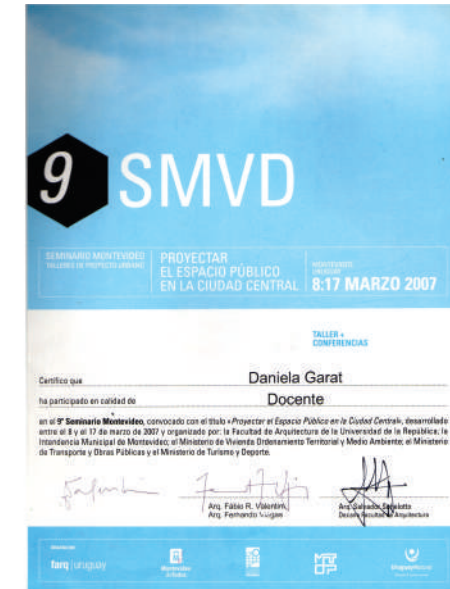 9 SMVD
SEMINARIO MONTEVIDEO
TALLERES DE PROYECTO URBANO
PROYECTAR
EL ESPACIO PÚBLICO
EN LA CIUDAD CENTRAL
MONTEVIDEO
URUGUAY
8:17 MARZO 2007
TALLER +
CONFERENCIAS
Certifico que Daniela Garat
ha participado en calidad de Docente
en el 9º Seminario Montevideo, convocado con el título «Proyectar el Espacio Público en la Ciudad Central», desarrollado
entre el 8 y el 17 de marzo de 2007 y organizado por: la Facultad de Arquitectura de la Universidad de la República; la
Intendencia Municipal de Montevideo; el Ministerio de Vivienda Ordenamiento Territorial y Medio Ambiente; el Ministerio
de Transporte y Obras Públicas y el Ministerio de Turismo y Deporte.
Arq. Fábio R. Valentim,
Arq. Fernando Viégas
Arq. Salvador Schelotto
Decano Facultad de Arquitectura
farq uruguay